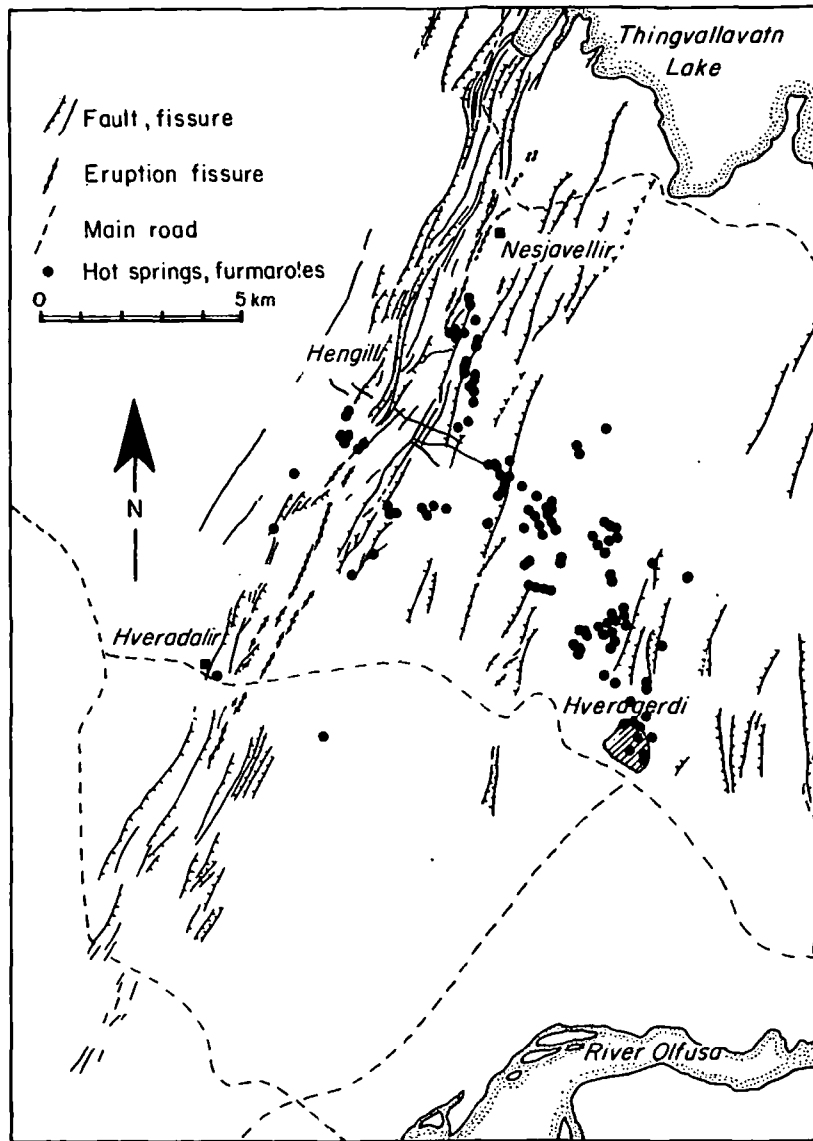 Thingvallavatn
Lake
Fault, fissure
Eruption fissure
Main road
Hot springs, furmaroles
0 5 km
Nesjavellir
Hengill
N
Hveradalir
Hveragerdi
River Olfusa